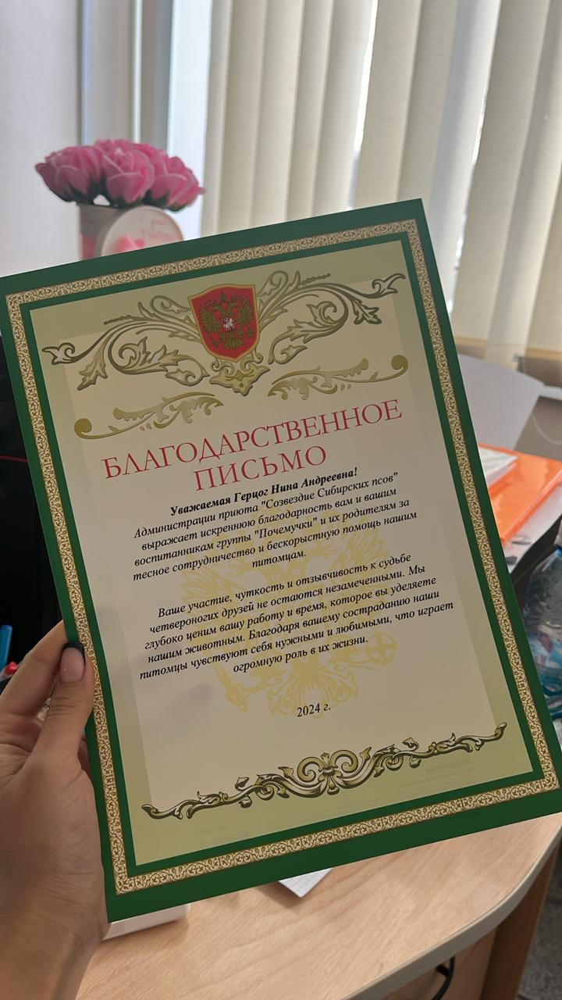 БЛАГОДАРСТВЕННОЕ
ПИСЬМО
Уважаемая Герцог Нина Андреевна!
Администрации приюта "Созвездие Сибирских псов"
выражает искреннюю благодарность вам и вашим
воспитанникам группы "Почемучки" и их родителям за
тесное сотрудничество и бескорыстную помощь нашим
питомцам.
Ваше участие, чуткость и отзывчивость к судьбе
четвероногих друзей не остаются незамеченными. Мы
глубоко ценим вашу работу и время, которое вы уделяете
нашим животным. Благодаря вашему состраданию наши
питомцы чувствуют себя нужными и любимыми, что играет
огромную роль в их жизни.
2024 г.